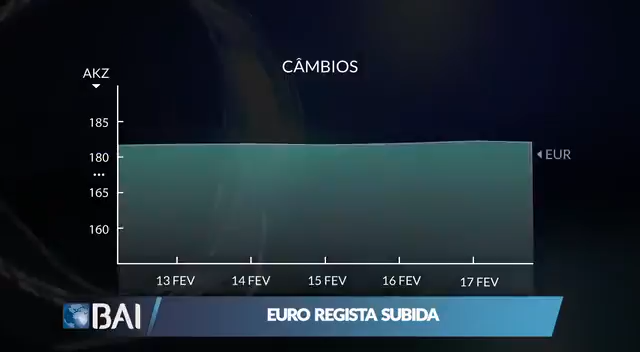 CÂMBIOS
AKZ
185
180
...
165
160
EUR
13 FEV 14 FEV 15 FEV 16 FEV 17 FEV
BAI EURO REGISTA SUBIDA